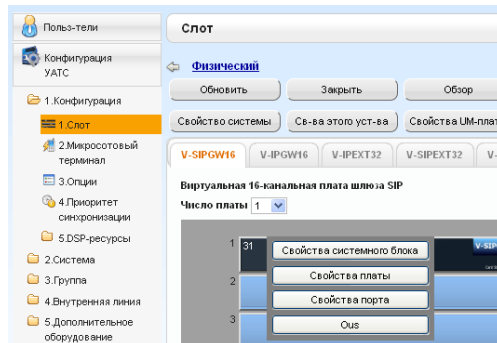 Польз-тели
Конфигурация
УАТС
1.Конфигурация
1.Слот
2.Микросотовый
терминал
3.Опции
4.Приоритет
синхронизации
5.DSP-ресурсы
2.Система
3.Группа
4.Внутренняя линия
5.Дополнительное
оборудование
Слот
Физический
Обновить Закрыть Обзор
Свойство системы Св-ва этого уст-ва Свойства UM-плат
V-SIPGW16 V-IPGW16 V-IPEXT32 V-SIPEXT32 V-
Виртуальная 16-канальная плата шлюза SIP
Число платы 1
1 31 V-SIP
Свойства системного блока
Свойства платы
2
Свойства порта
3
Ous